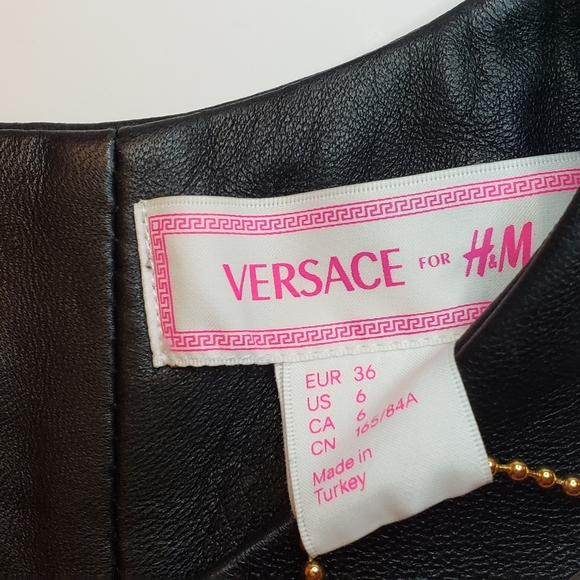 VERSACE FOR H&M
EUR 36
US 6
CA 6
CN 165/84A
Made in
Turkey